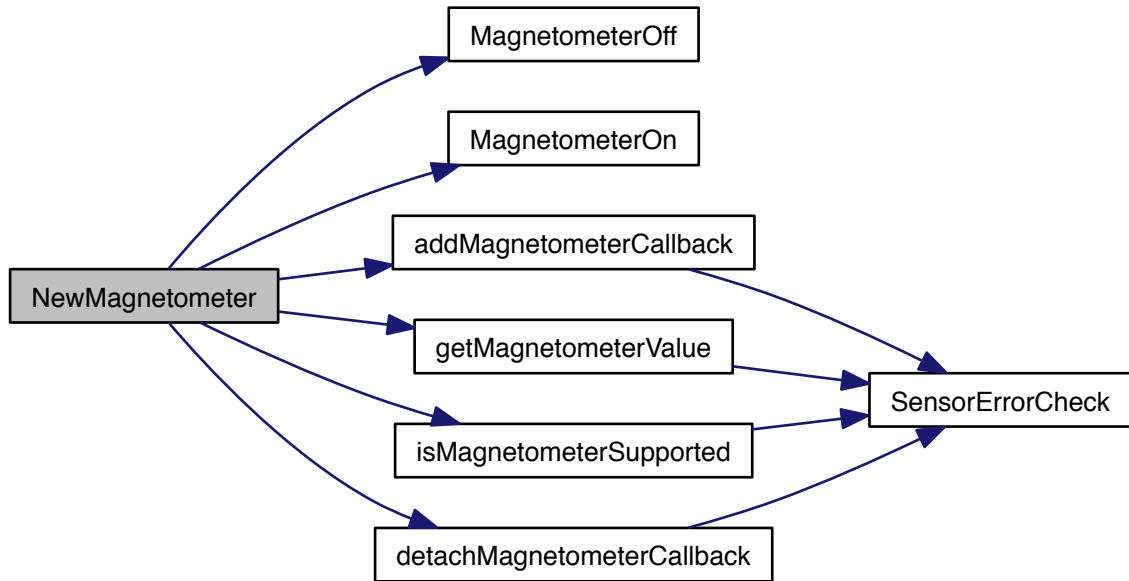 MagnetometerOff
MagnetometerOn
addMagnetometerCallback
NewMagnetometer
getMagnetometerValue
SensorErrorCheck
isMagnetometerSupported
detachMagnetometerCallback